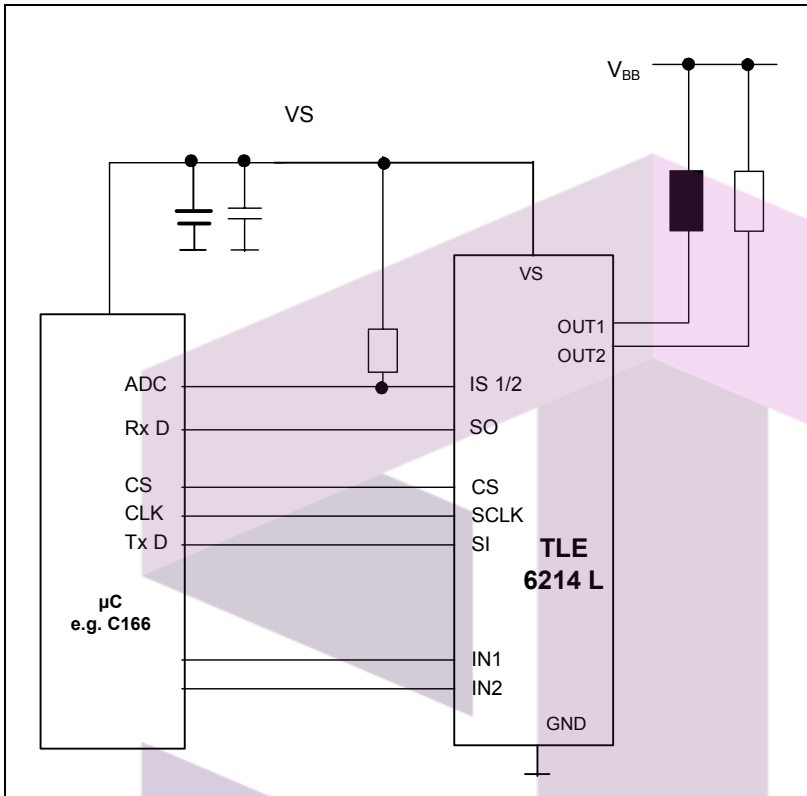 V_BB
VS
VS
OUT1
OUT2
ADC
IS 1/2
Rx D
SO
CS
CS
CLK
SCLK
Tx D
SI
TLE
6214 L
µC
e.g. C166
IN1
IN2
GND